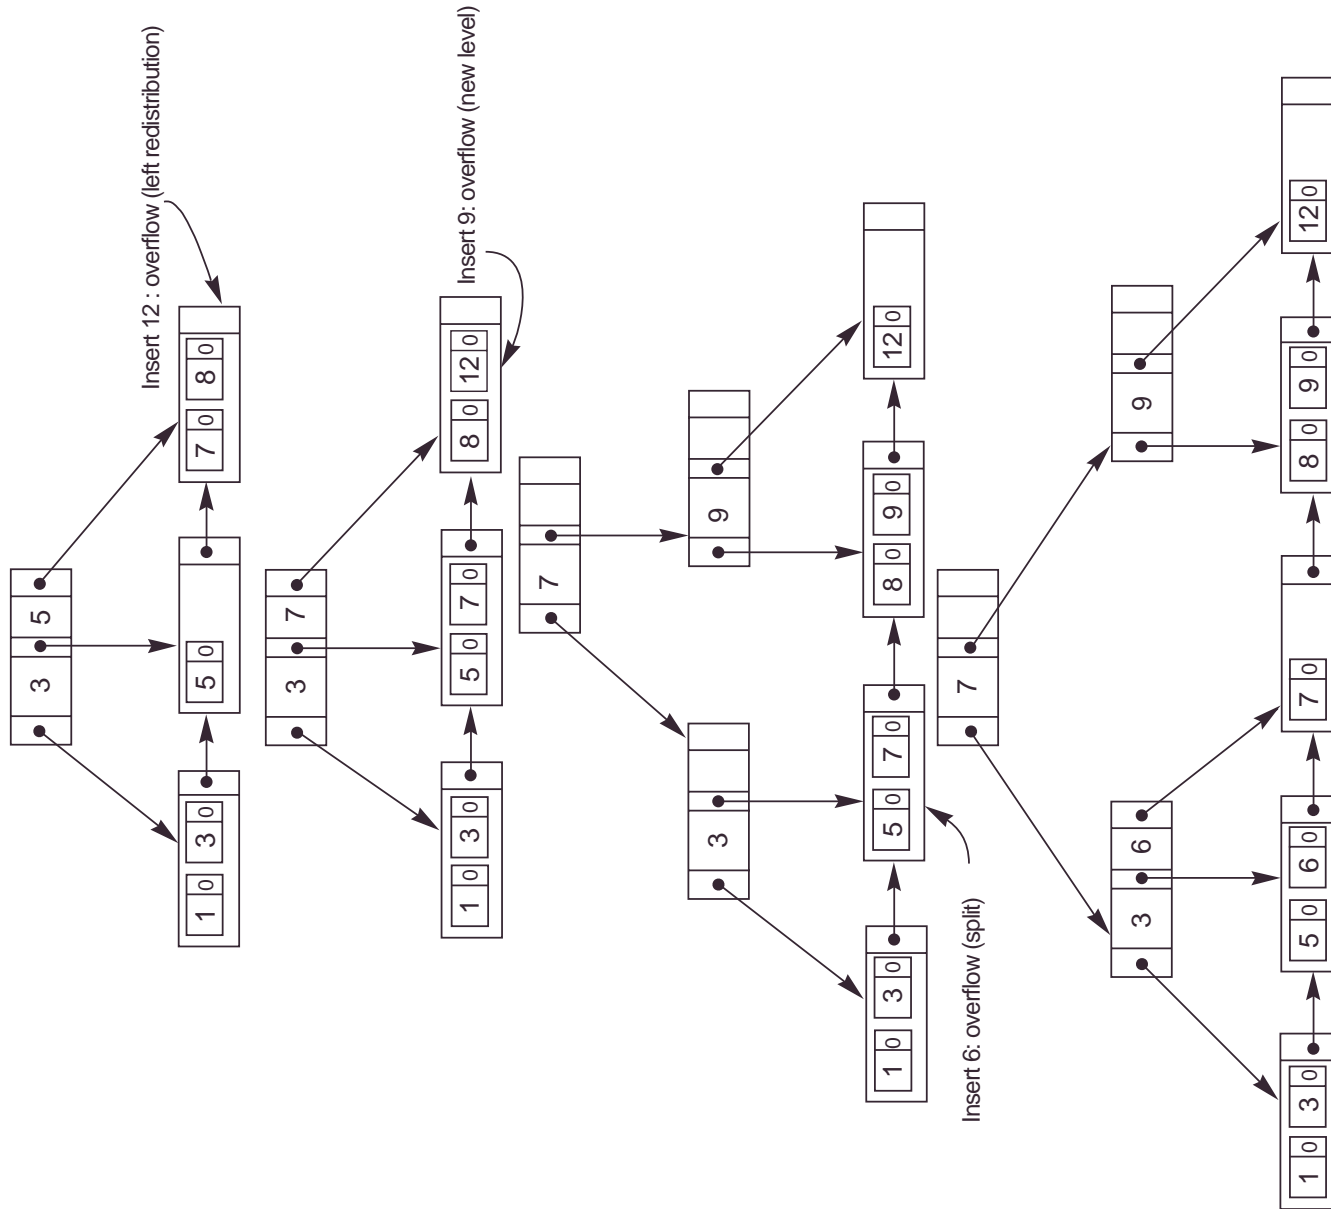 3 5
Insert 12 : overflow (left redistribution)
1 0 3 0 5 0 7 0 8 0
3 7
Insert 9: overflow (new level)
1 0 3 0 5 0 7 0 8 0 12 0
7
3 9
1 0 3 0 5 0 7 0 8 0 9 0 12 0
Insert 6: overflow (split)
7
3 6 9
1 0 3 0 5 0 6 0 7 0 8 0 9 0 12 0